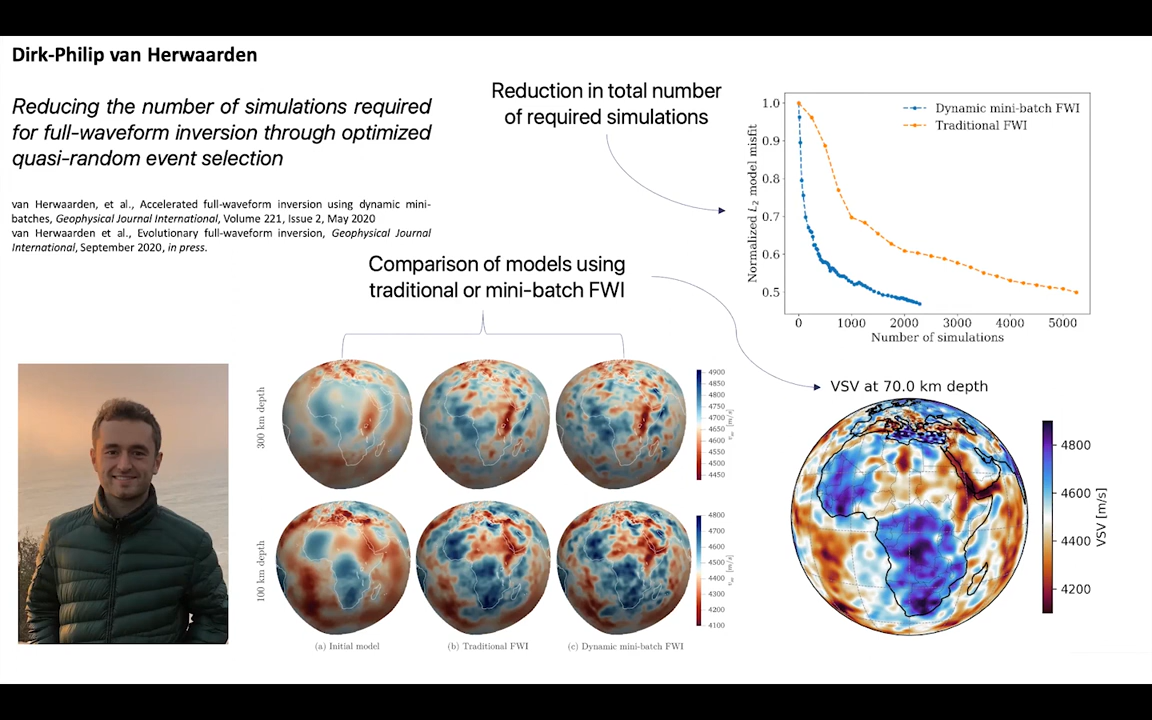 Dirk-Philip van Herwaarden
Reducing the number of simulations required
for full-waveform inversion through optimized
quasi-random event selection
van Herwaarden, et al., Accelerated full-waveform inversion using dynamic mini-
batches, Geophysical Journal International, Volume 221, Issue 2, May 2020
van Herwaarden et al., Evolutionary full-waveform inversion, Geophysical Journal
International, September 2020, in press.
Reduction in total number
of required simulations
Normalized L2 model misfit
1.0
0.9
0.8
0.7
0.6
0.5
Dynamic mini-batch FWI
Traditional FWI
0 1000 2000 3000 4000 5000
Number of simulations
Comparison of models using
traditional or mini-batch FWI
300 km depth
4900
4850
4800
4750
4700
4650
4600
4550
4500
4450
[m/s]
100 km depth
4800
4700
4600
4500
4400
4300
4200
4100
[m/s]
(a) Initial model
(b) Traditional FWI
(c) Dynamic mini-batch FWI
VSV at 70.0 km depth
4800
4600
4400
4200
VSV [m/s]